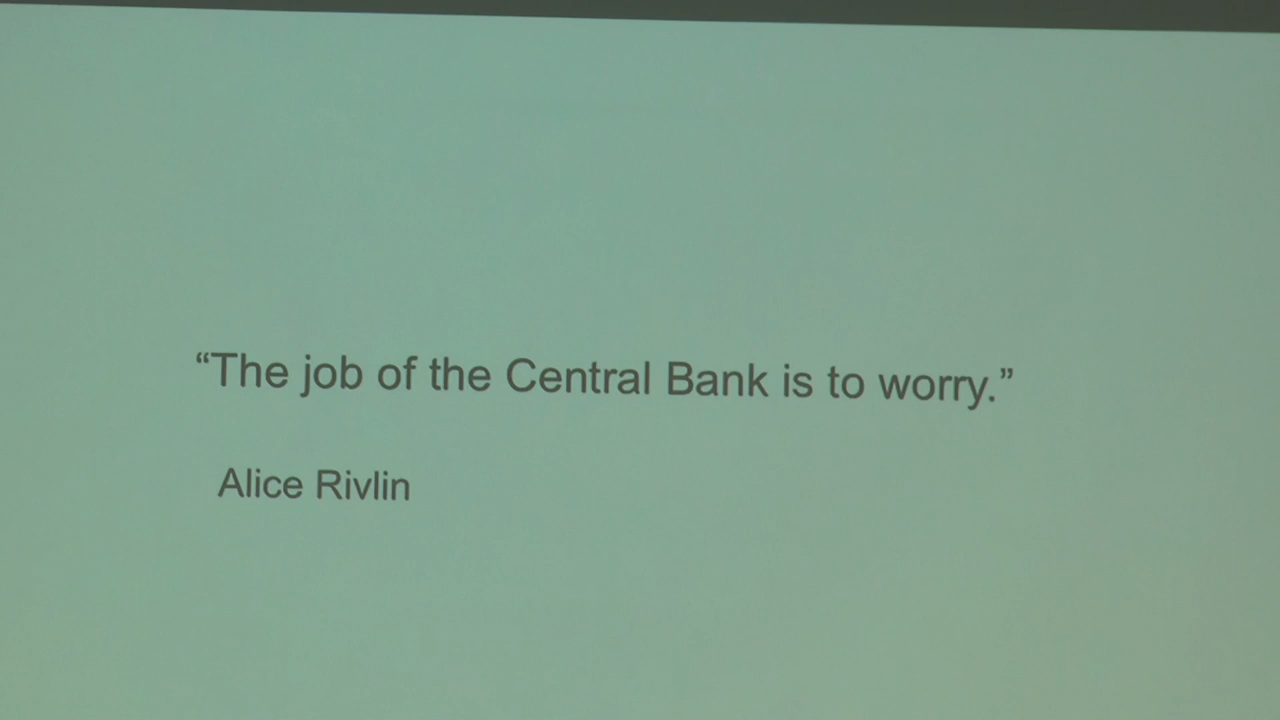 “The job of the Central Bank is to worry.”
Alice Rivlin